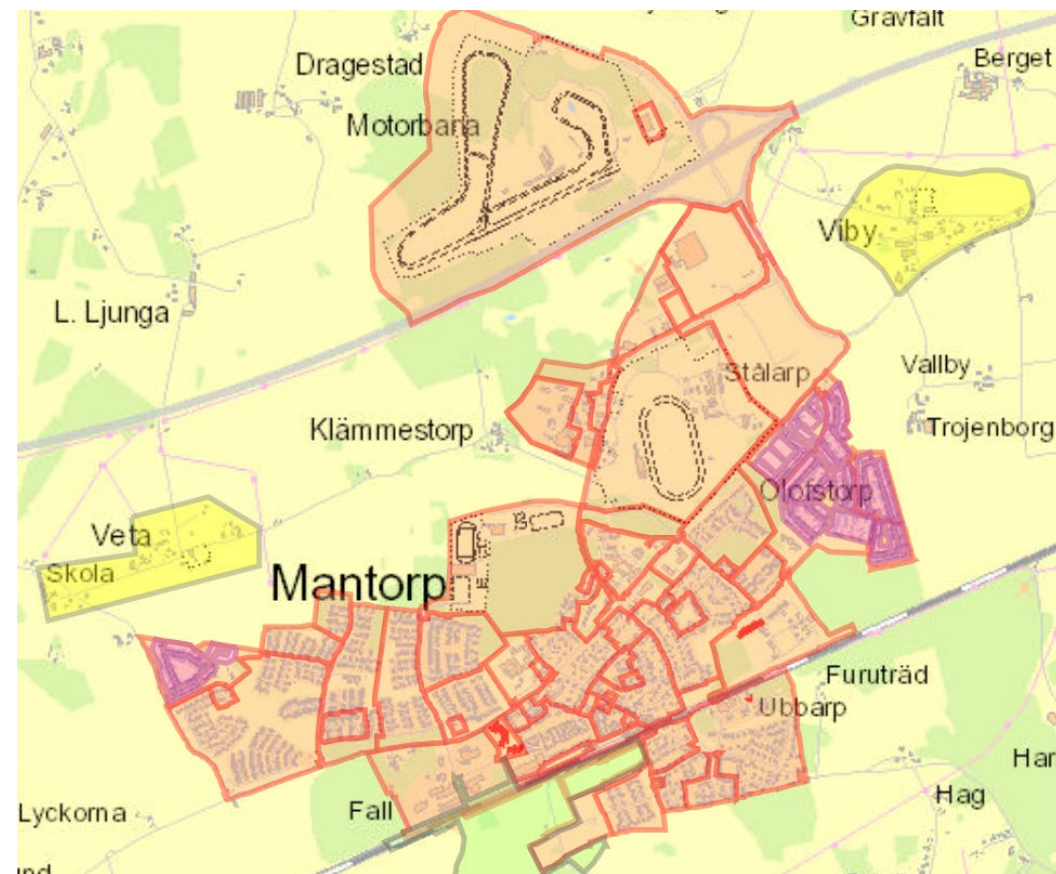 Gravfält
Berget
Dragestad
Motorbana
Viby
L. Ljunga
Stålarp
Vallby
Klämmestorp
Trojenborg
Olofstorp
Veta
Skola
Mantorp
Furuträd
Ubbarp
Har
Hag
Lyckorna
Fall